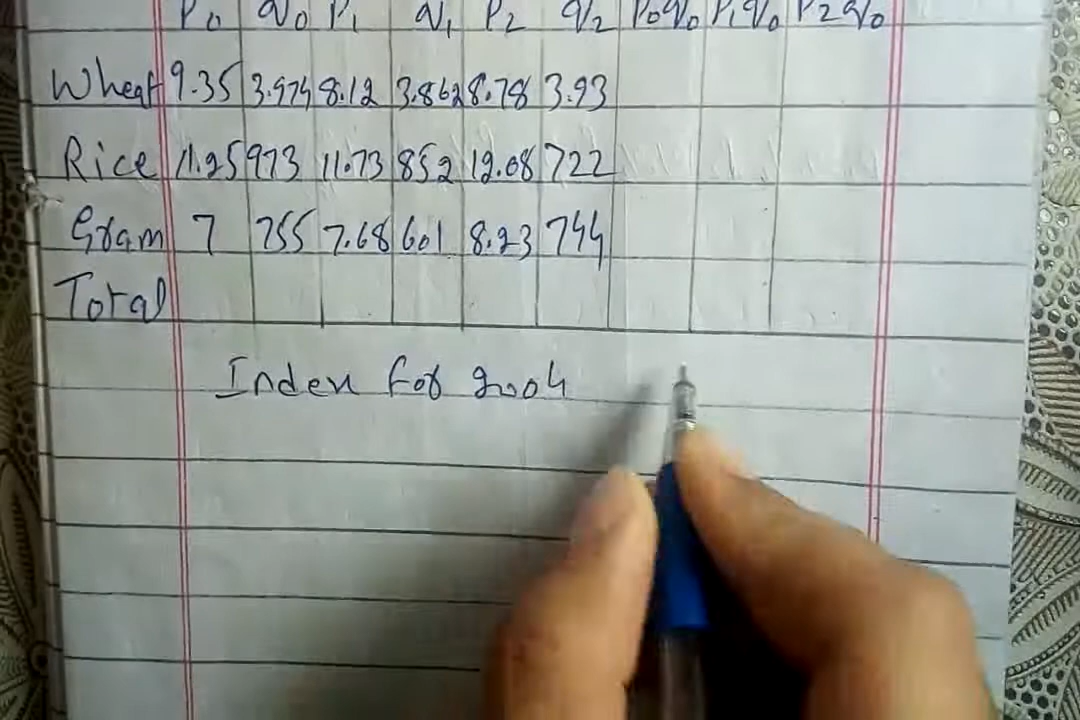 P0 q0 P1 q1 P2 q2 P0q0 P1q0 P2q0
Wheat 9.35 3.974 8.12 3.862 8.78 3.93
Rice 11.25 973 11.73 852 12.08 722
Gram 7 755 7.68 601 8.23 744
Total
Index for 2004